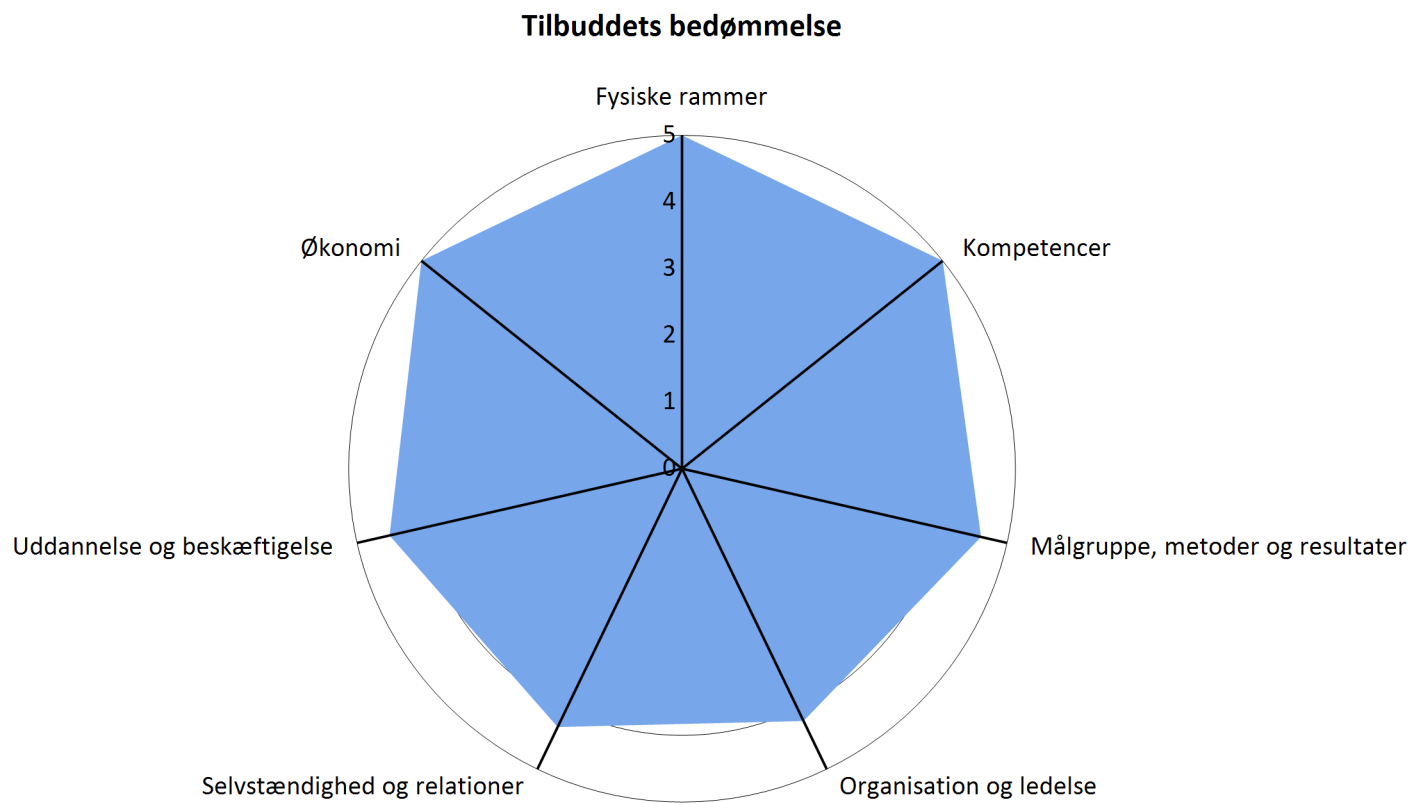 Tilbuddets bedømmelse
Fysiske rammer
5
4
3
2
1
0
Økonomi
Kompetencer
Uddannelse og beskæftigelse
Målgruppe, metoder og resultater
Selvstændighed og relationer
Organisation og ledelse